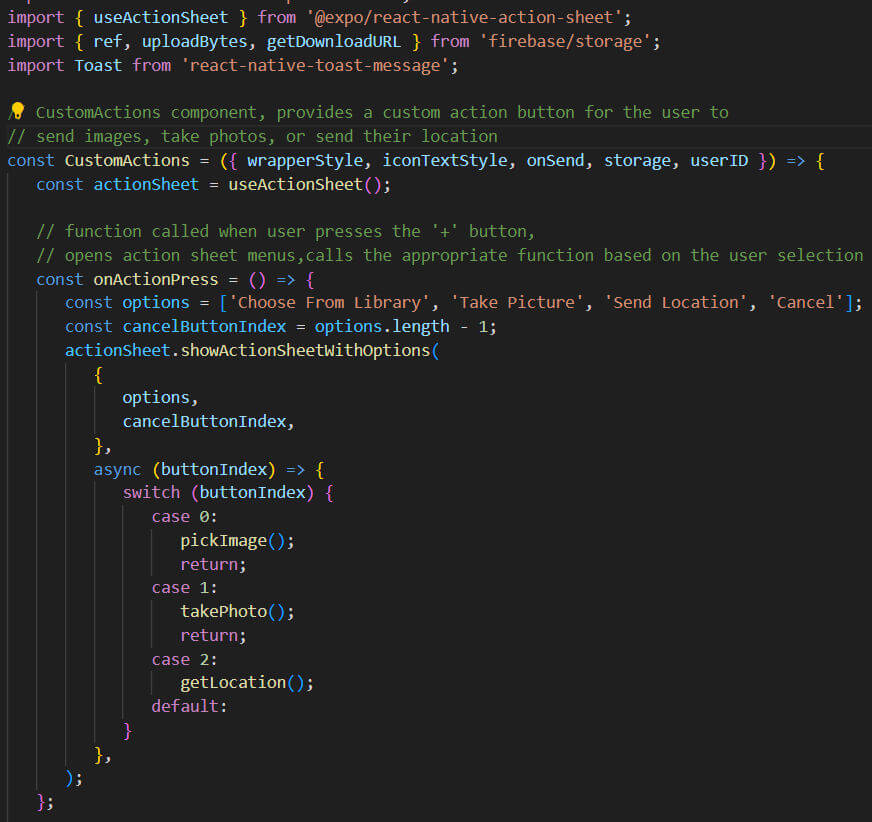 import { useActionSheet } from '@expo/react-native-action-sheet';
import { ref, uploadBytes, getDownloadURL } from 'firebase/storage';
import Toast from 'react-native-toast-message';

CustomActions component, provides a custom action button for the user to
// send images, take photos, or send their location
const CustomActions = ({ wrapperStyle, iconTextStyle, onSend, storage, userID }) => {
    const actionSheet = useActionSheet();

    // function called when user presses the '+' button,
    // opens action sheet menus,calls the appropriate function based on the user selection
    const onActionPress = () => {
        const options = ['Choose From Library', 'Take Picture', 'Send Location', 'Cancel'];
        const cancelButtonIndex = options.length - 1;
        actionSheet.showActionSheetWithOptions(
            {
                options,
                cancelButtonIndex,
            },
            async (buttonIndex) => {
                switch (buttonIndex) {
                    case 0:
                        pickImage();
                        return;
                    case 1:
                        takePhoto();
                        return;
                    case 2:
                        getLocation();
                    default:
                }
            },
        );
    };